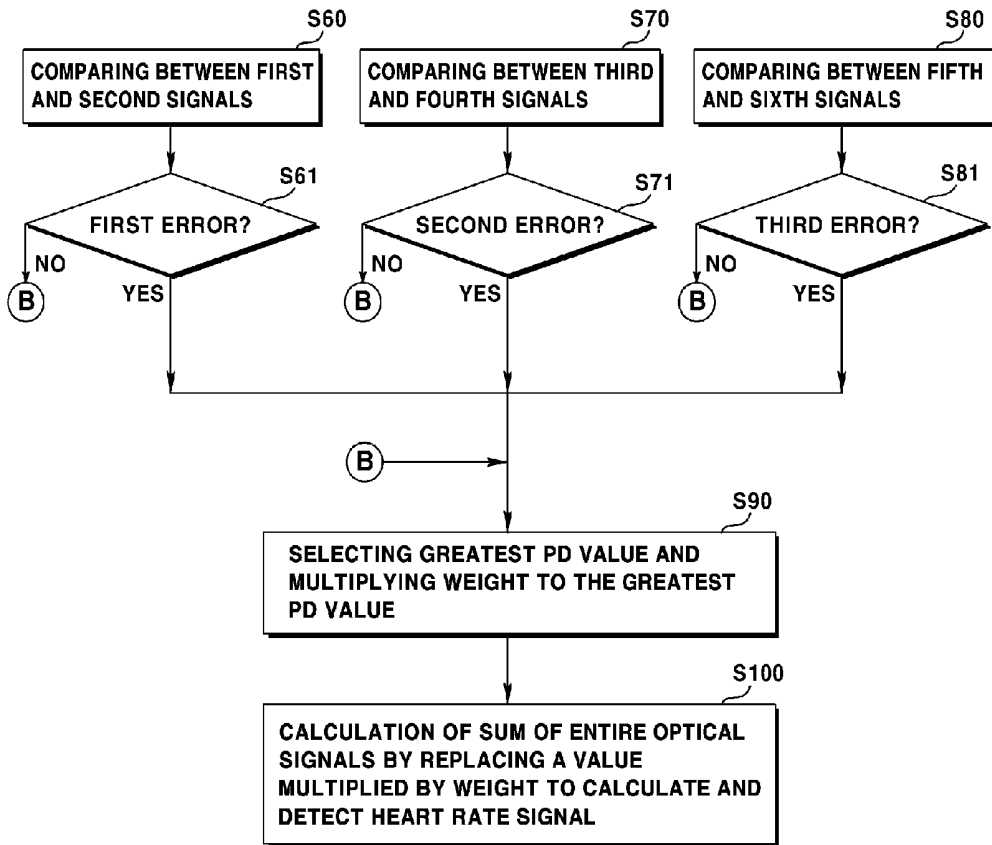 S60
COMPARING BETWEEN FIRST
AND SECOND SIGNALS
S70
COMPARING BETWEEN THIRD
AND FOURTH SIGNALS
S80
COMPARING BETWEEN FIFTH
AND SIXTH SIGNALS
S61
FIRST ERROR?
NO
B
YES
S71
SECOND ERROR?
NO
B
YES
S81
THIRD ERROR?
NO
B
YES
B
S90
SELECTING GREATEST PD VALUE AND
MULTIPLYING WEIGHT TO THE GREATEST
PD VALUE
S100
CALCULATION OF SUM OF ENTIRE OPTICAL
SIGNALS BY REPLACING A VALUE
MULTIPLIED BY WEIGHT TO CALCULATE AND
DETECT HEART RATE SIGNAL